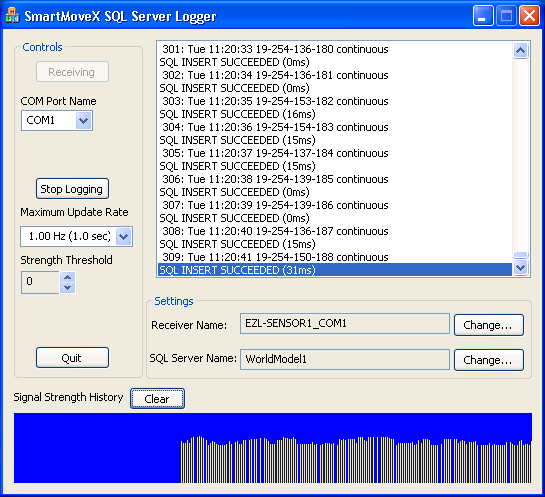 SmartMoveX SQL Server Logger
Controls
Receiving
COM Port Name
COM1
Stop Logging
Maximum Update Rate
1.00 Hz (1.0 sec)
Strength Threshold
0
Quit
301: Tue 11:20:33 19-254-136-180 continuous
SQL INSERT SUCCEEDED (0ms)
302: Tue 11:20:34 19-254-136-181 continuous
SQL INSERT SUCCEEDED (0ms)
303: Tue 11:20:35 19-254-153-182 continuous
SQL INSERT SUCCEEDED (16ms)
304: Tue 11:20:36 19-254-154-183 continuous
SQL INSERT SUCCEEDED (15ms)
305: Tue 11:20:37 19-254-137-184 continuous
SQL INSERT SUCCEEDED (15ms)
306: Tue 11:20:38 19-254-139-185 continuous
SQL INSERT SUCCEEDED (0ms)
307: Tue 11:20:39 19-254-139-186 continuous
SQL INSERT SUCCEEDED (0ms)
308: Tue 11:20:40 19-254-136-187 continuous
SQL INSERT SUCCEEDED (15ms)
309: Tue 11:20:41 19-254-150-188 continuous
SQL INSERT SUCCEEDED (31ms)
Settings
Receiver Name: EZL-SENSOR1_COM1 Change...
SQL Server Name: WorldModel1 Change...
Signal Strength History Clear